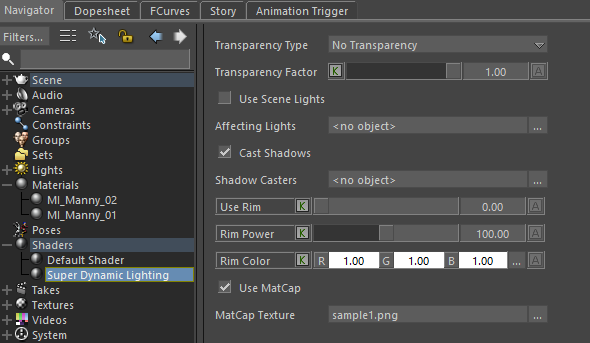 Navigator Dopesheet FCurves Story Animation Trigger
Filters...
Scene
Audio
Cameras
Constraints
Groups
Sets
Lights
Materials
MI_Manny_02
MI_Manny_01
Poses
Shaders
Default Shader
Super Dynamic Lighting
Takes
Textures
Videos
System
Transparency Type No Transparency
Transparency Factor K 1.00 A
Use Scene Lights
Affecting Lights <no object> ...
Cast Shadows
Shadow Casters <no object> ...
Use Rim K 0.00 A
Rim Power K 100.00 A
Rim Color K R 1.00 G 1.00 B 1.00 ... A
Use MatCap
MatCap Texture sample1.png ...